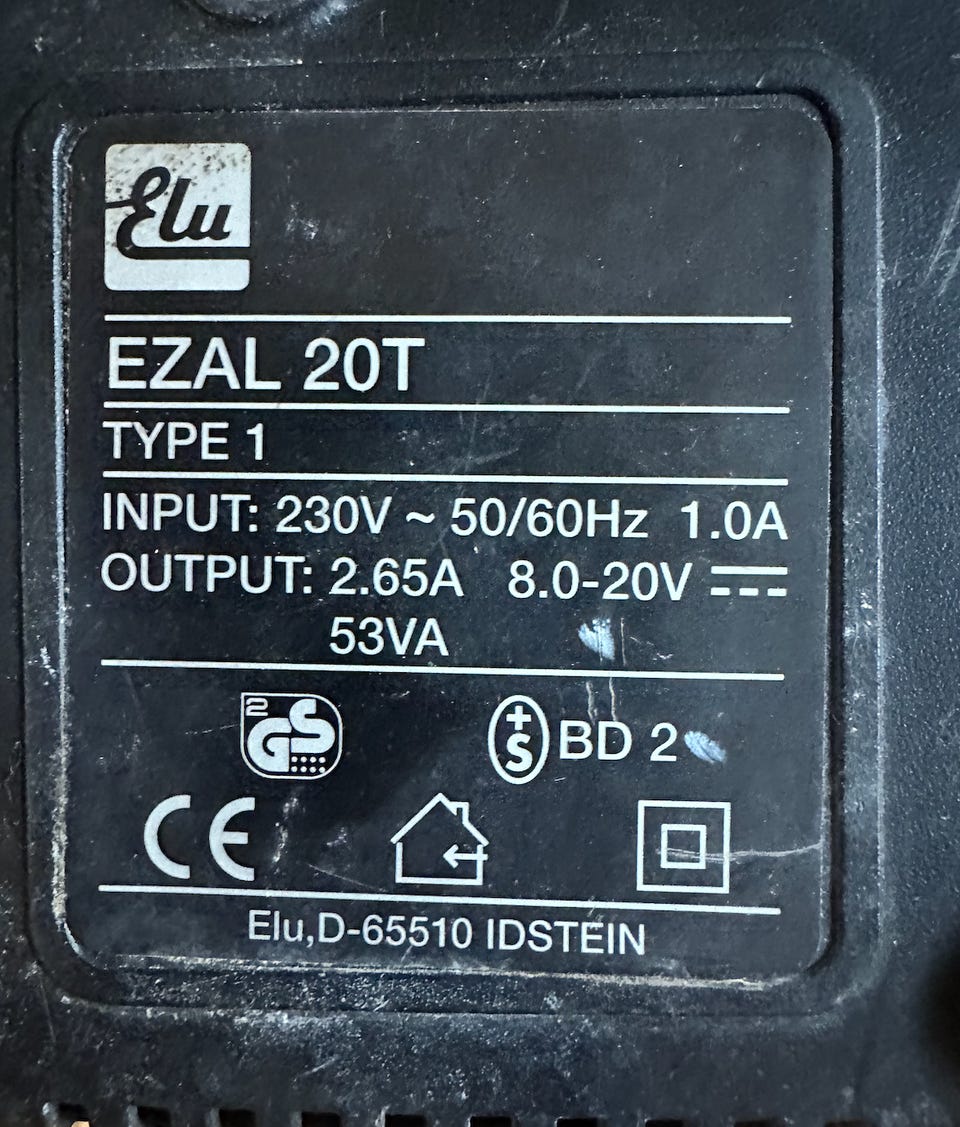 Elu
EZAL 20T
TYPE 1
INPUT: 230V ~ 50/60Hz 1.0A
OUTPUT: 2.65A 8.0-20V ⎓
53VA
2 GS
+S BD 2
CE
Elu,D-65510 IDSTEIN